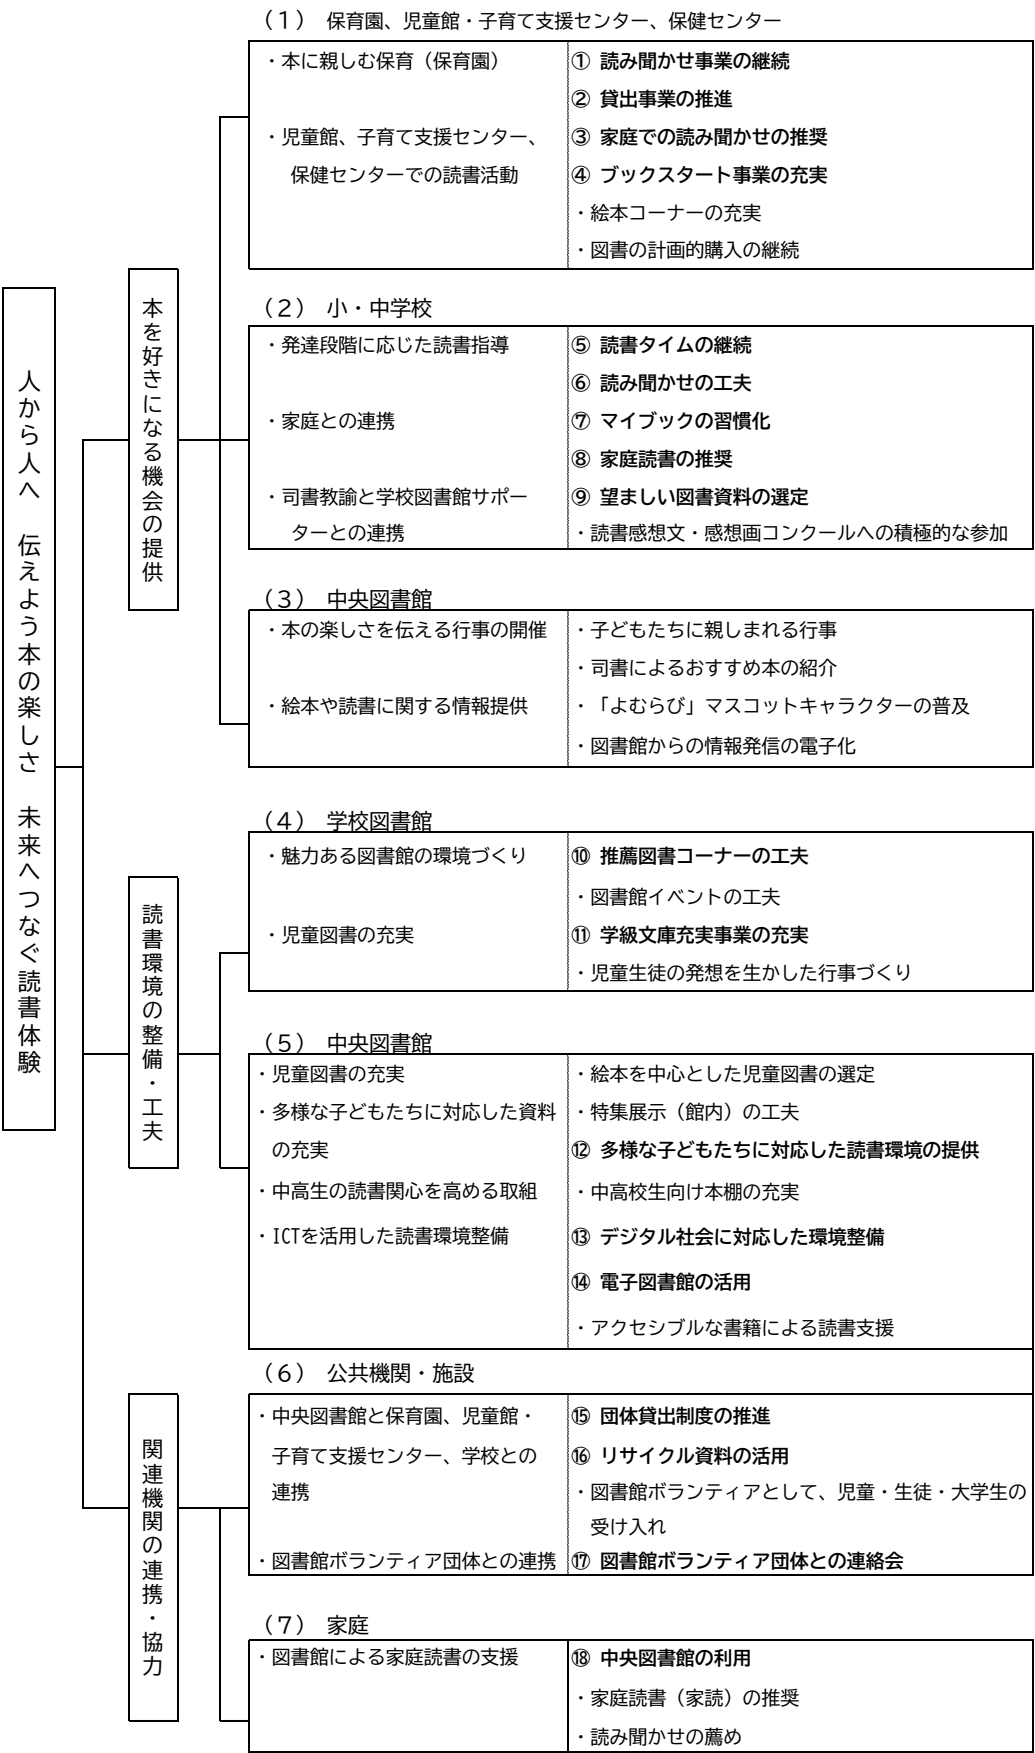 人から人へ　伝えよう本の楽しさ　未来へつなぐ読書体験
本を好きになる機会の提供
（１）　保育園、児童館・子育て支援センター、保健センター
・本に親しむ保育（保育園）
・児童館、子育て支援センター、
保健センターでの読書活動
① 読み聞かせ事業の継続
② 貸出事業の推進
③ 家庭での読み聞かせの推奨
④ ブックスタート事業の充実
・絵本コーナーの充実
・図書の計画的購入の継続
（２）　小・中学校
・発達段階に応じた読書指導
・家庭との連携
・司書教諭と学校図書館サポー
ターとの連携
⑤ 読書タイムの継続
⑥ 読み聞かせの工夫
⑦ マイブックの習慣化
⑧ 家庭読書の推奨
⑨ 望ましい図書資料の選定
・読書感想文・感想画コンクールへの積極的な参加
（３）　中央図書館
・本の楽しさを伝える行事の開催
・絵本や読書に関する情報提供
・子どもたちに親しまれる行事
・司書によるおすすめ本の紹介
・「よむらび」マスコットキャラクターの普及
・図書館からの情報発信の電子化
読書環境の整備・工夫
（４）　学校図書館
・魅力ある図書館の環境づくり
・児童図書の充実
⑩ 推薦図書コーナーの工夫
・図書館イベントの工夫
⑪ 学級文庫充実事業の充実
・児童生徒の発想を生かした行事づくり
（５）　中央図書館
・児童図書の充実
・多様な子どもたちに対応した資料
の充実
・中高生の読書関心を高める取組
・ICTを活用した読書環境整備
・絵本を中心とした児童図書の選定
・特集展示（館内）の工夫
⑫ 多様な子どもたちに対応した読書環境の提供
・中高校生向け本棚の充実
⑬ デジタル社会に対応した環境整備
⑭ 電子図書館の活用
・アクセシブルな書籍による読書支援
関連機関の連携・協力
（６）　公共機関・施設
・中央図書館と保育園、児童館・
子育て支援センター、学校との
連携
・図書館ボランティア団体との連携
⑮ 団体貸出制度の推進
⑯ リサイクル資料の活用
・図書館ボランティアとして、児童・生徒・大学生の
受け入れ
⑰ 図書館ボランティア団体との連絡会
（７）　家庭
・図書館による家庭読書の支援
⑱ 中央図書館の利用
・家庭読書（家読）の推奨
・読み聞かせの薦め